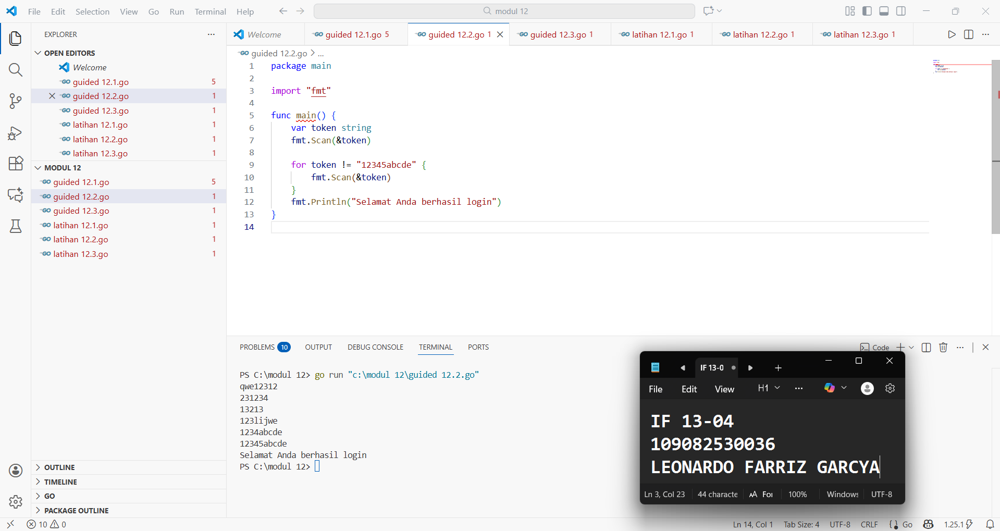 File Edit Selection View Go Run Terminal Help
modul 12
EXPLORER
OPEN EDITORS
Welcome
guided 12.1.go 5
guided 12.2.go 1
guided 12.3.go 1
latihan 12.1.go 1
latihan 12.2.go 1
latihan 12.3.go 1
MODUL 12
guided 12.1.go 5
guided 12.2.go 1
guided 12.3.go 1
latihan 12.1.go 1
latihan 12.2.go 1
latihan 12.3.go 1
OUTLINE
TIMELINE
GO
PACKAGE OUTLINE
Welcome guided 12.1.go 5 guided 12.2.go 1 guided 12.3.go 1 latihan 12.1.go 1 latihan 12.2.go 1 latihan 12.3.go 1
guided 12.2.go > ...
1 package main
2
3 import "fmt"
4
5 func main() {
6 var token string
7 fmt.Scan(&token)
8
9 for token != "12345abcde" {
10 fmt.Scan(&token)
11 }
12 fmt.Println("Selamat Anda berhasil login")
13 }
14
PROBLEMS 10 OUTPUT DEBUG CONSOLE TERMINAL PORTS
Code
PS C:\modul 12> go run "c:\modul 12\guided 12.2.go"
qwe12312
231234
13213
123lijwe
1234abcde
12345abcde
Selamat Anda berhasil login
PS C:\modul 12>
IF 13-0
File Edit View H1
IF 13-04
109082530036
LEONARDO FARRIZ GARCYA
Ln 3, Col 23 44 characte For 100% Windows UTF-8
10 0
Ln 14, Col 1 Tab Size: 4 UTF-8 CRLF Go 1.25.1